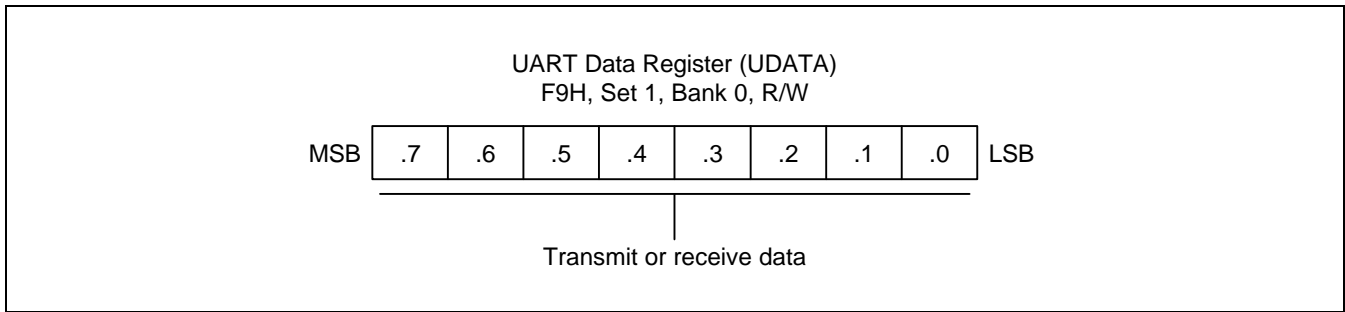 UART Data Register (UDATA)
F9H, Set 1, Bank 0, R/W
MSB .7 .6 .5 .4 .3 .2 .1 .0 LSB
Transmit or receive data